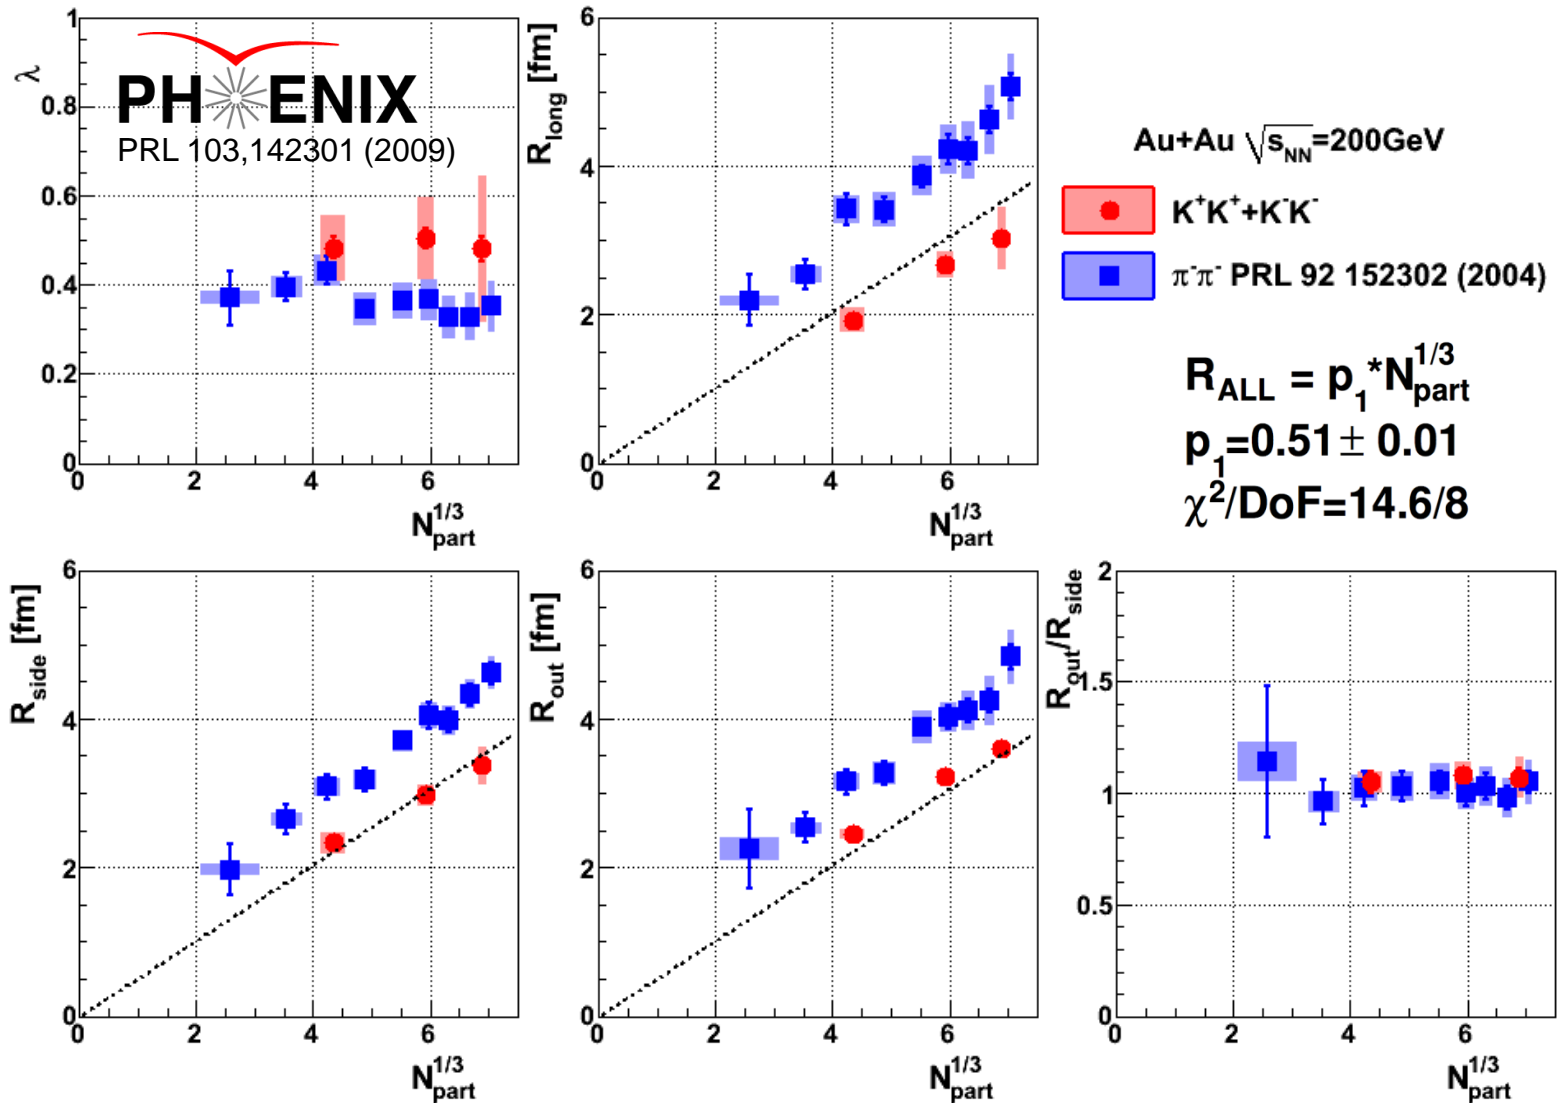 1
0.8
0.6
0.4
0.2
0
λ
PHENIX
PRL 103,142301 (2009)
0 2 4 6
N_part^1/3
6
4
2
0
R_long [fm]
0 2 4 6
N_part^1/3
Au+Au √s_NN=200GeV
K⁺K⁺+K⁻K⁻
π⁻π⁻ PRL 92 152302 (2004)
R_ALL = p_1*N_part^1/3
p_1=0.51 ± 0.01
χ²/DoF=14.6/8
6
4
2
0
R_side [fm]
0 2 4 6
N_part^1/3
6
4
2
0
R_out [fm]
0 2 4 6
N_part^1/3
2
1.5
1
0.5
0
R_out/R_side
0 2 4 6
N_part^1/3